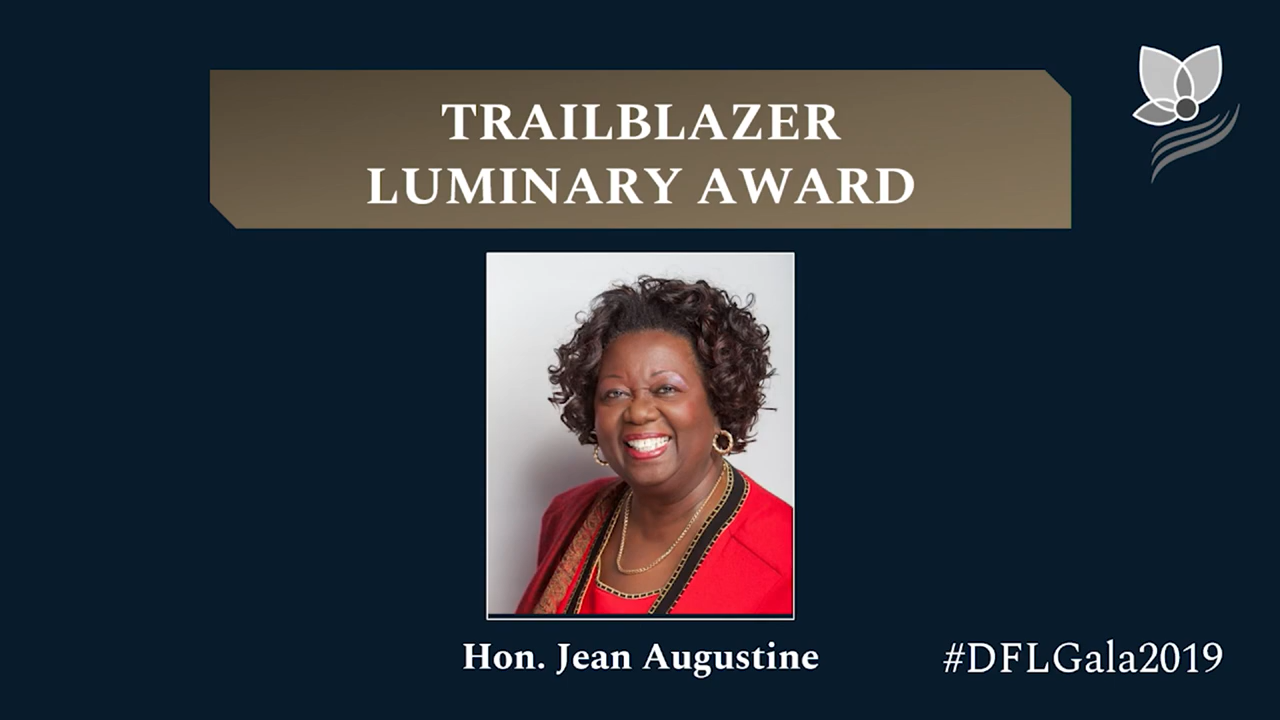 TRAILBLAZER
LUMINARY AWARD
Hon. Jean Augustine
#DFLGala2019